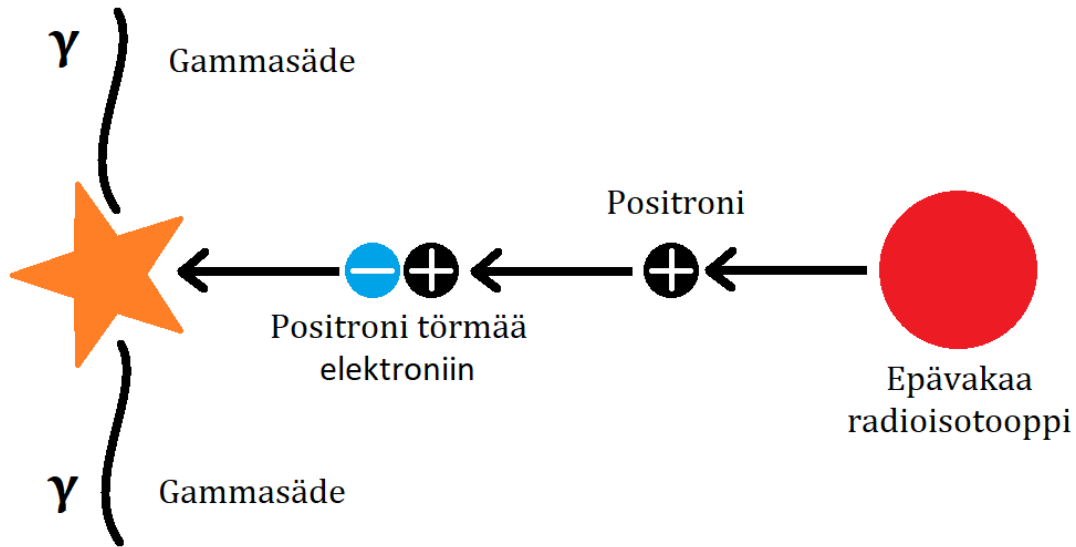 γ
Gammasäde
Positroni
Positroni törmää
elektroniin
Epävakaa
radioisotooppi
γ
Gammasäde